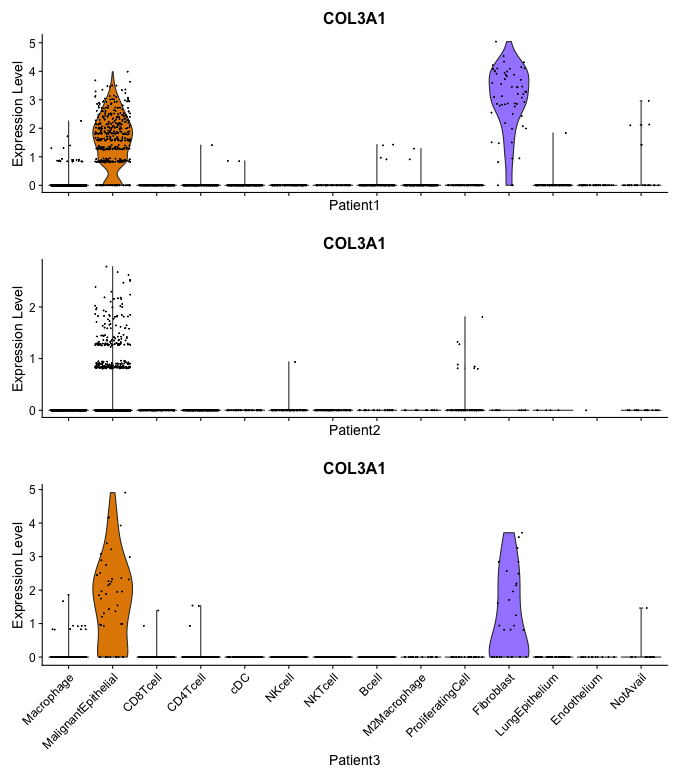 COL3A1
Expression Level
5
4
3
2
1
0
Patient1
COL3A1
Expression Level
2
1
0
Patient2
COL3A1
Expression Level
5
4
3
2
1
0
Macrophage
MalignantEpithelial
CD8Tcell
CD4Tcell
cDC
NKcell
NKTcell
Bcell
M2Macrophage
ProliferatingCell
Fibroblast
LungEpithelium
Endothelium
NotAvail
Patient3